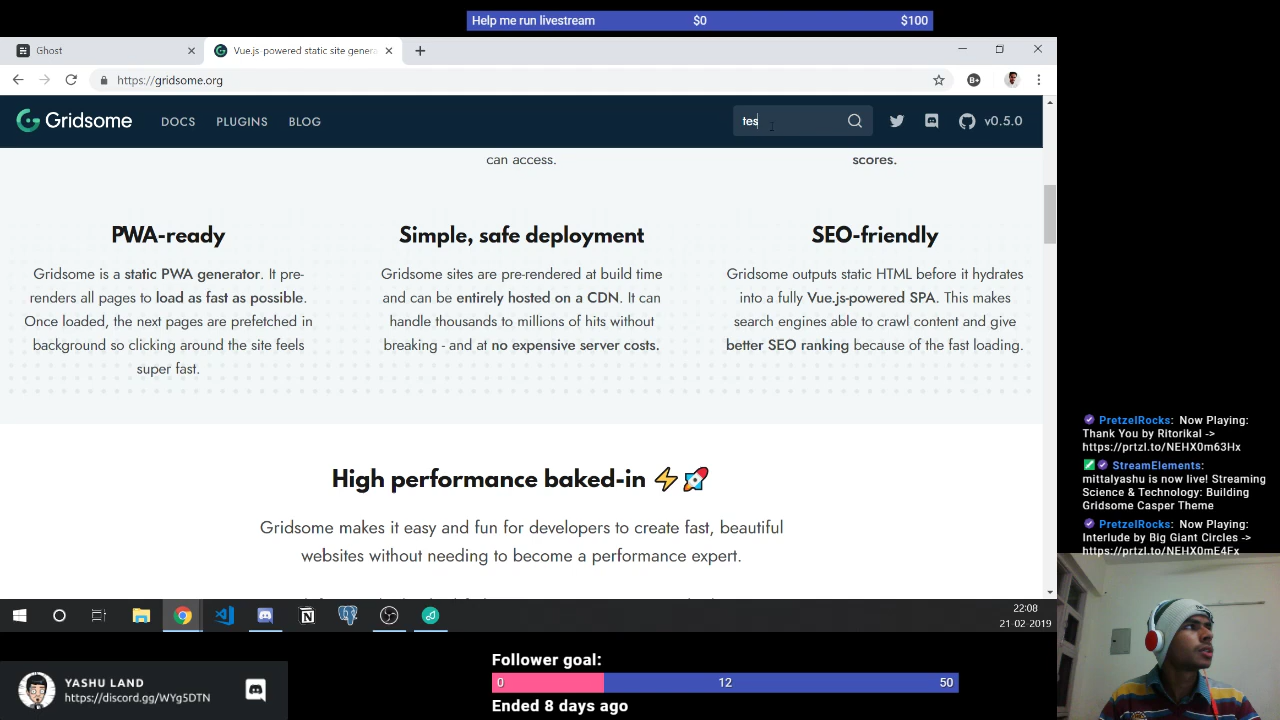 Help me run livestream $0 $100
Ghost
Vue.js-powered static site genera
https://gridsome.org
Gridsome DOCS PLUGINS BLOG tes v0.5.0
can access. scores.
PWA-ready
Gridsome is a static PWA generator. It pre-
renders all pages to load as fast as possible.
Once loaded, the next pages are prefetched in
background so clicking around the site feels
super fast.
Simple, safe deployment
Gridsome sites are pre-rendered at build time
and can be entirely hosted on a CDN. It can
handle thousands to millions of hits without
breaking - and at no expensive server costs.
SEO-friendly
Gridsome outputs static HTML before it hydrates
into a fully Vue.js-powered SPA. This makes
search engines able to crawl content and give
better SEO ranking because of the fast loading.
High performance baked-in ⚡🚀
Gridsome makes it easy and fun for developers to create fast, beautiful
websites without needing to become a performance expert.
PretzelRocks: Now Playing:
Thank You by Ritorikal ->
https://prtzl.to/NEHX0m63Hx
StreamElements:
mittalyashu is now live! Streaming
Science & Technology: Building
Gridsome Casper Theme
PretzelRocks: Now Playing:
Interlude by Big Giant Circles ->
https://prtzl.to/NEHX0mE4Fx
22:08
21-02-2019
YASHU LAND
https://discord.gg/WYg5DTN
Follower goal:
0 12 50
Ended 8 days ago